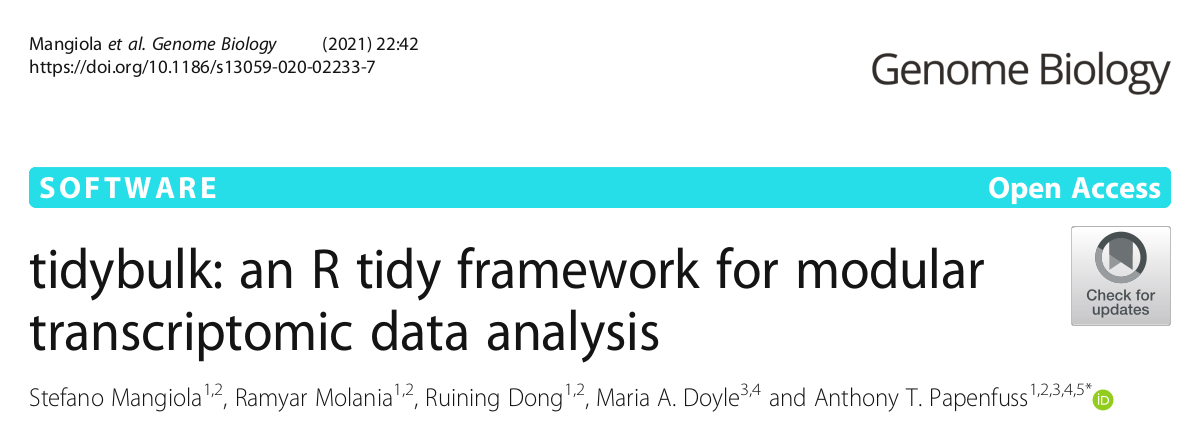 Mangiola et al. Genome Biology (2021) 22:42
https://doi.org/10.1186/s13059-020-02233-7
Genome Biology
SOFTWARE Open Access
tidybulk: an R tidy framework for modular
transcriptomic data analysis
Check for
updates
Stefano Mangiola1,2, Ramyar Molania1,2, Ruining Dong1,2, Maria A. Doyle3,4 and Anthony T. Papenfuss1,2,3,4,5* iD